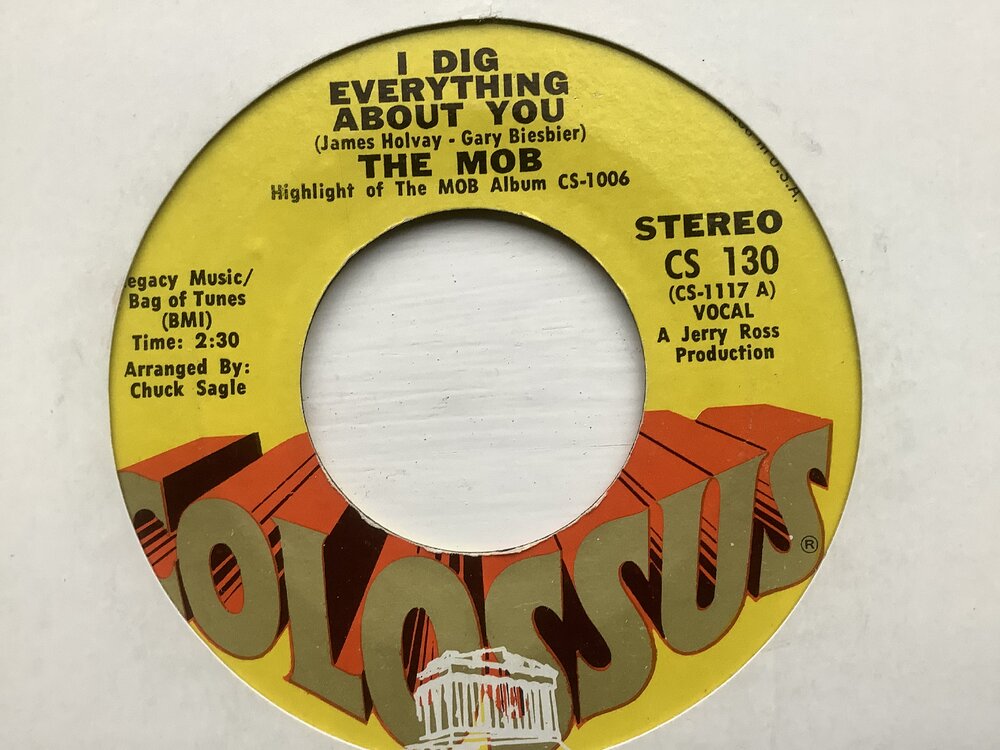 I DIG
EVERYTHING
ABOUT YOU
(James Holvay - Gary Biesbier)
THE MOB
Highlight of The MOB Album CS-1006
U.S.A.
STEREO
CS 130
(CS-1117 A)
VOCAL
A Jerry Ross
Production
egacy Music/
Bag of Tunes
(BMI)
Time: 2:30
Arranged By:
Chuck Sagle
COLOSSUS
®